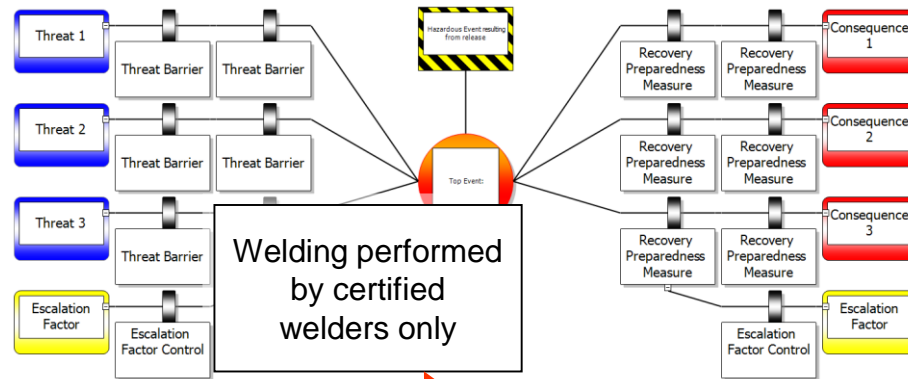 Hazardous Event resulting
from release
Threat 1
Threat Barrier
Threat Barrier
Recovery
Preparedness
Measure
Recovery
Preparedness
Measure
Consequence
1
Threat 2
Threat Barrier
Threat Barrier
Top Event:
Recovery
Preparedness
Measure
Recovery
Preparedness
Measure
Consequence
2
Threat 3
Threat Barrier
Welding performed
by certified
welders only
Recovery
Preparedness
Measure
Recovery
Preparedness
Measure
Consequence
3
Escalation
Factor
Escalation
Factor Control
Escalation
Factor Control
Escalation
Factor